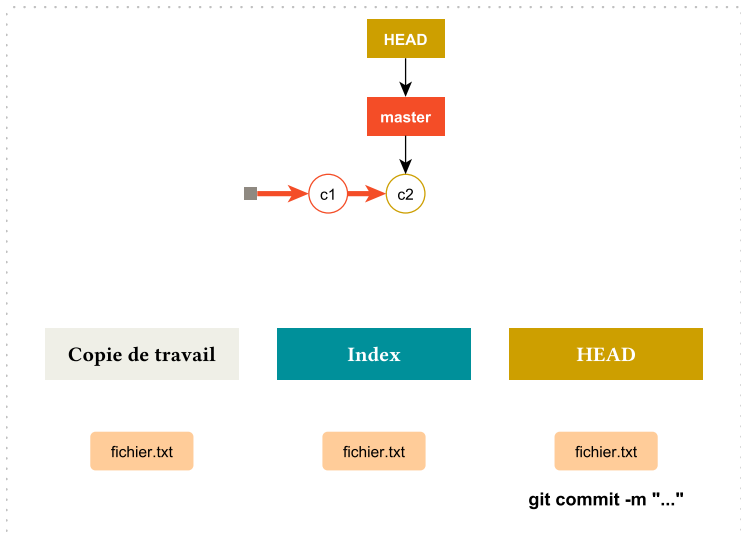 HEAD
master
c1 c2
Copie de travail Index HEAD
fichier.txt fichier.txt fichier.txt
git commit -m "..."